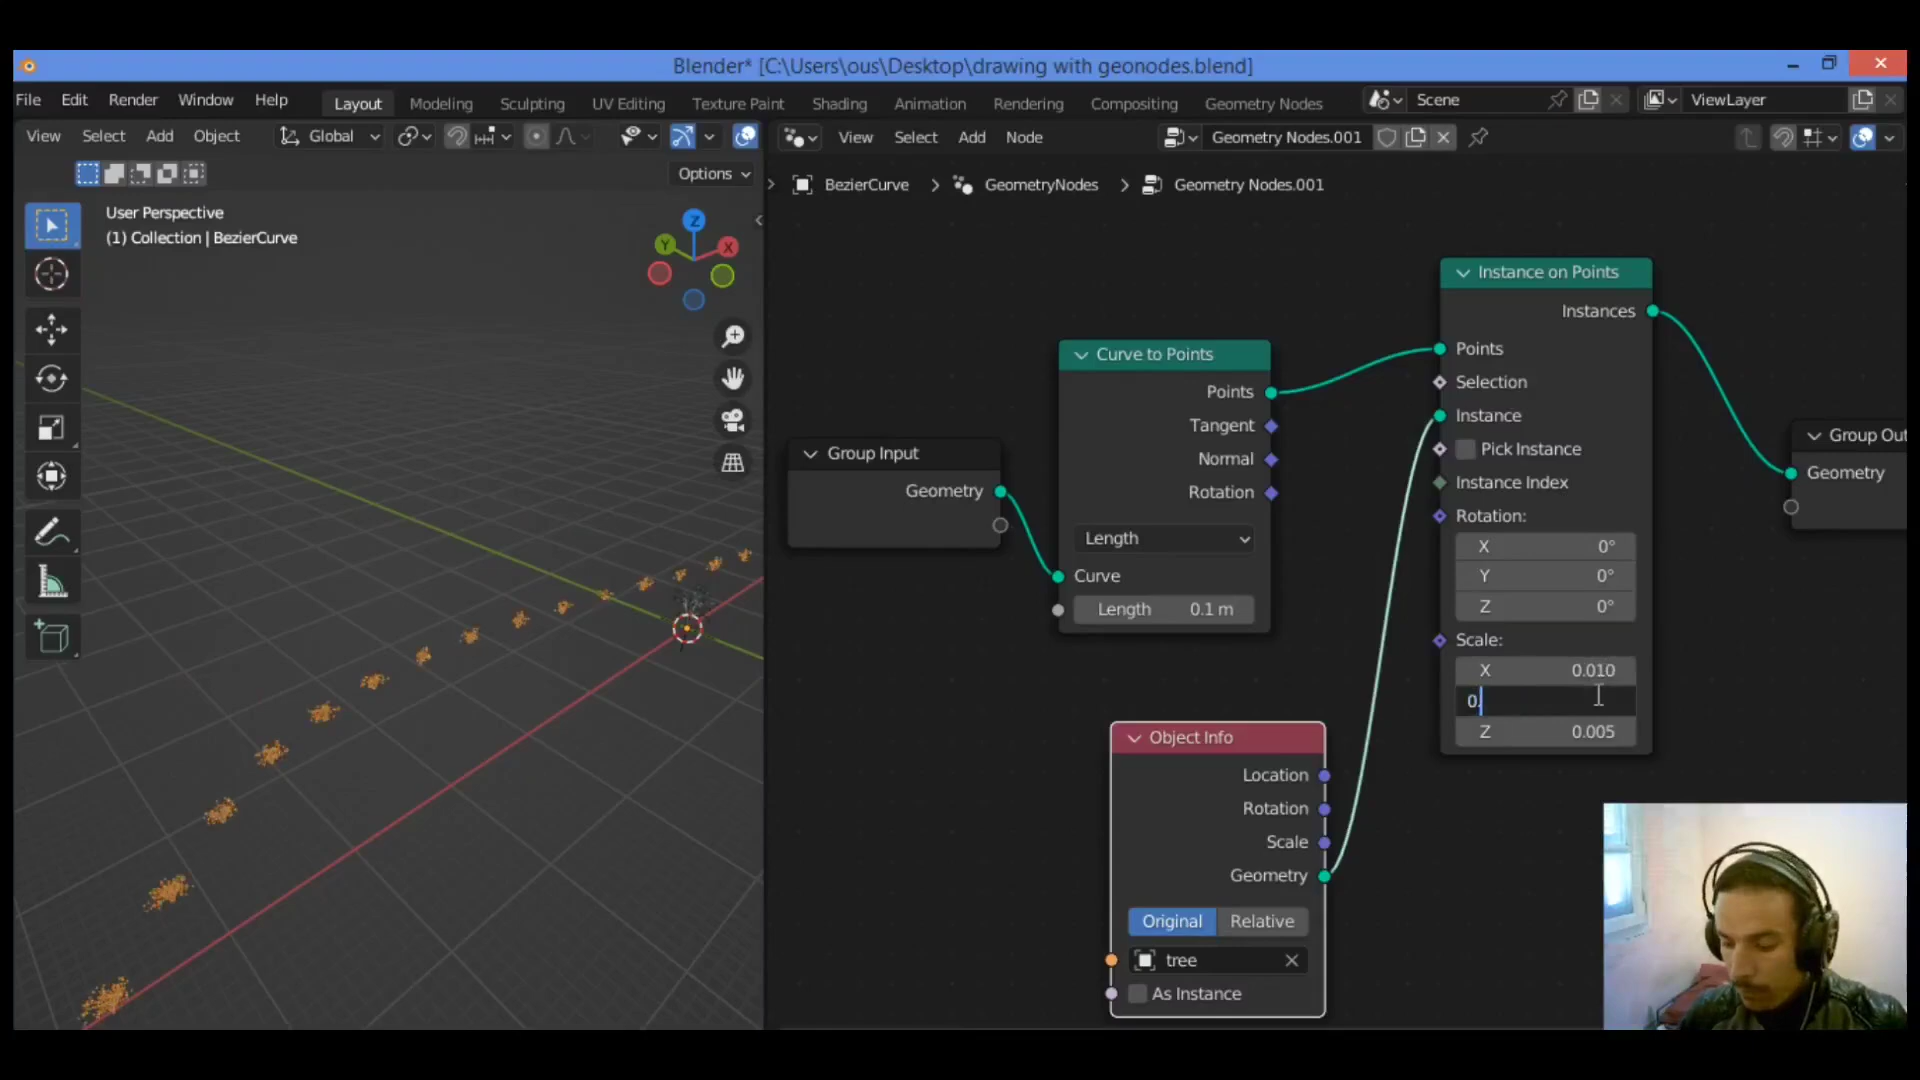 Blender* [C:\Users\ous\Desktop\drawing with geonodes.blend]
File Edit Render Window Help Layout Modeling Sculpting UV Editing Texture Paint Shading Animation Rendering Compositing Geometry Nodes Scene ViewLayer
View Select Add Object Global
View Select Add Node Geometry Nodes.001
Options
BezierCurve > GeometryNodes > Geometry Nodes.001
User Perspective
(1) Collection | BezierCurve
Z
Y
X
Group Input
Geometry
Curve to Points
Points
Tangent
Normal
Rotation
Length
Curve
Length 0.1 m
Object Info
Location
Rotation
Scale
Geometry
Original Relative
tree
As Instance
Instance on Points
Instances
Points
Selection
Instance
Pick Instance
Instance Index
Rotation:
X 0°
Y 0°
Z 0°
Scale:
X 0.010
0.
Z 0.005
Group Out
Geometry